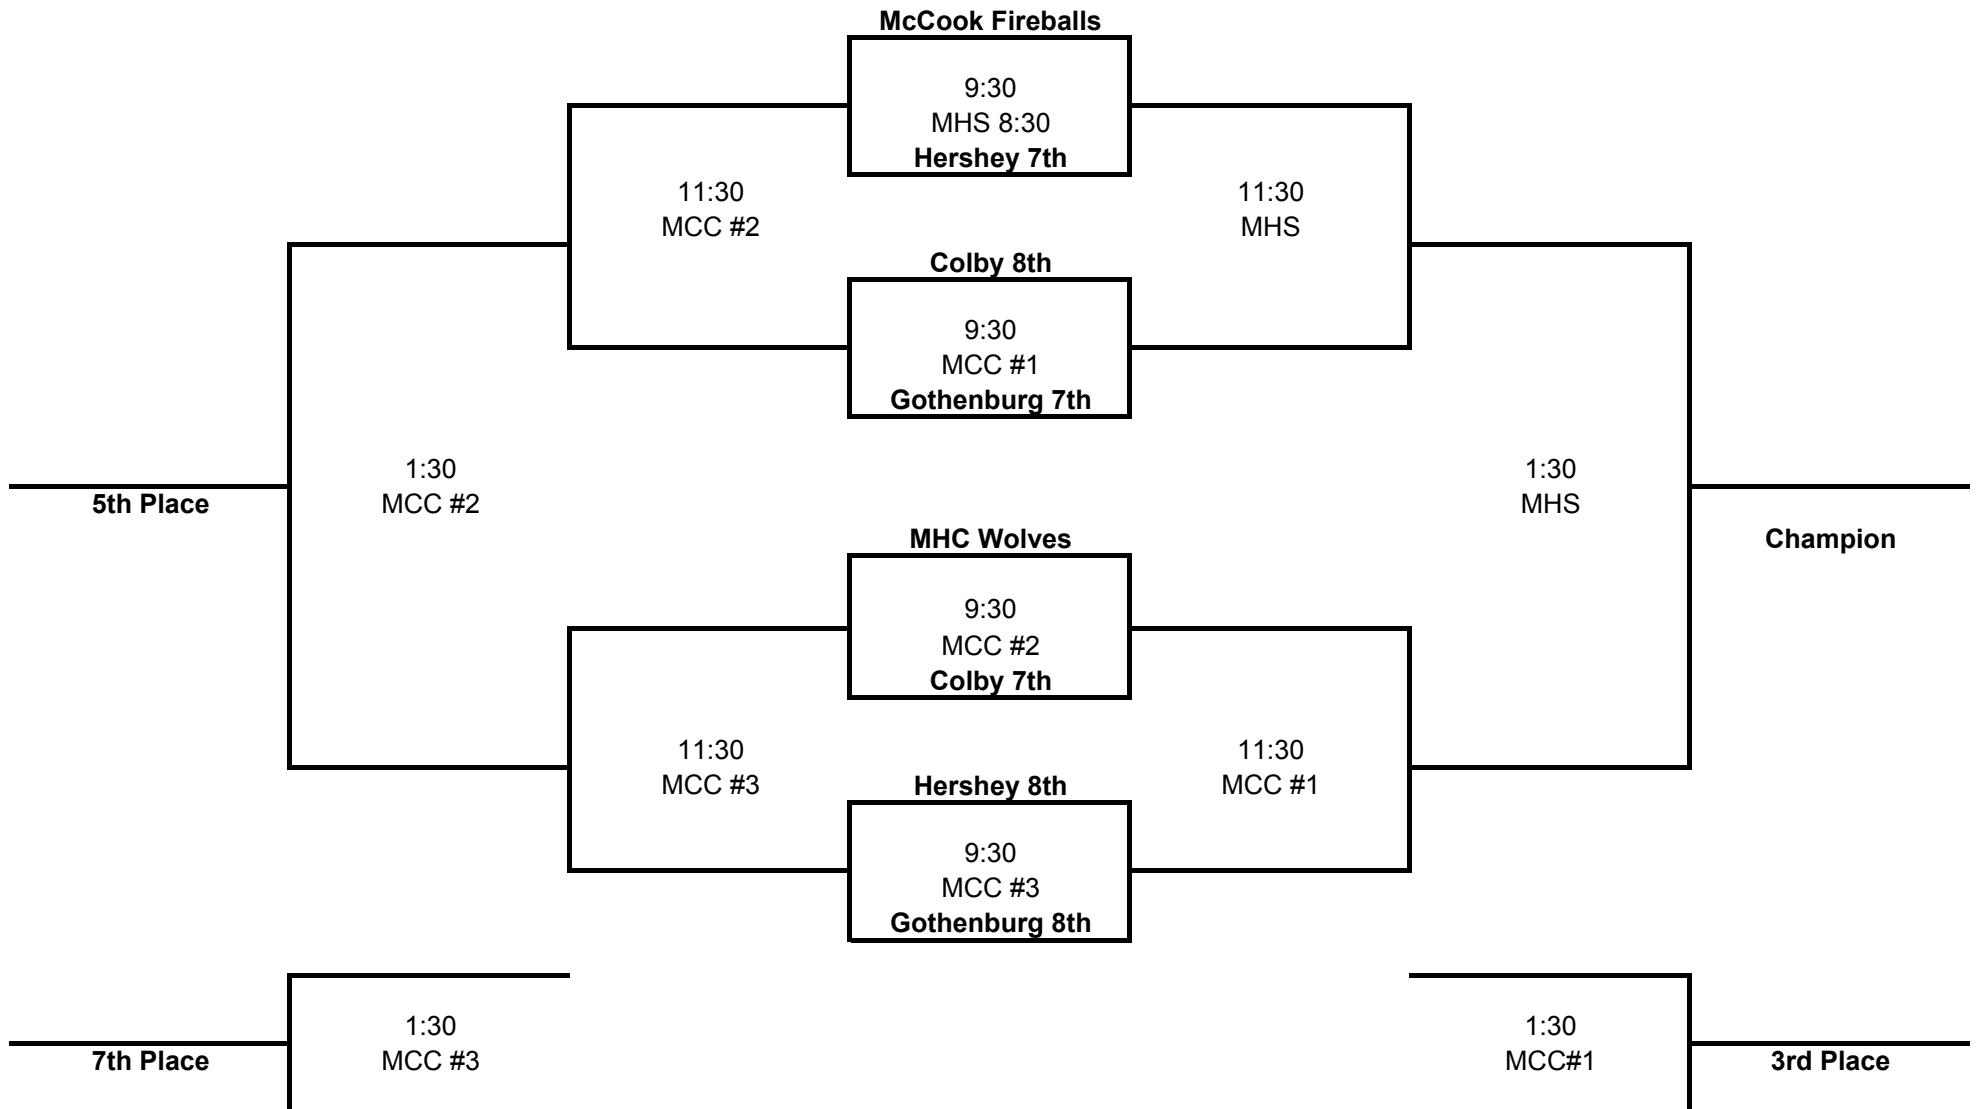 McCook Fireballs
9:30
MHS 8:30
Hershey 7th
11:30
MCC #2
11:30
MHS
Colby 8th
9:30
MCC #1
Gothenburg 7th
1:30
MCC #2
5th Place
1:30
MHS
Champion
MHC Wolves
9:30
MCC #2
Colby 7th
11:30
MCC #3
11:30
MCC #1
Hershey 8th
9:30
MCC #3
Gothenburg 8th
1:30
MCC #3
7th Place
1:30
MCC#1
3rd Place